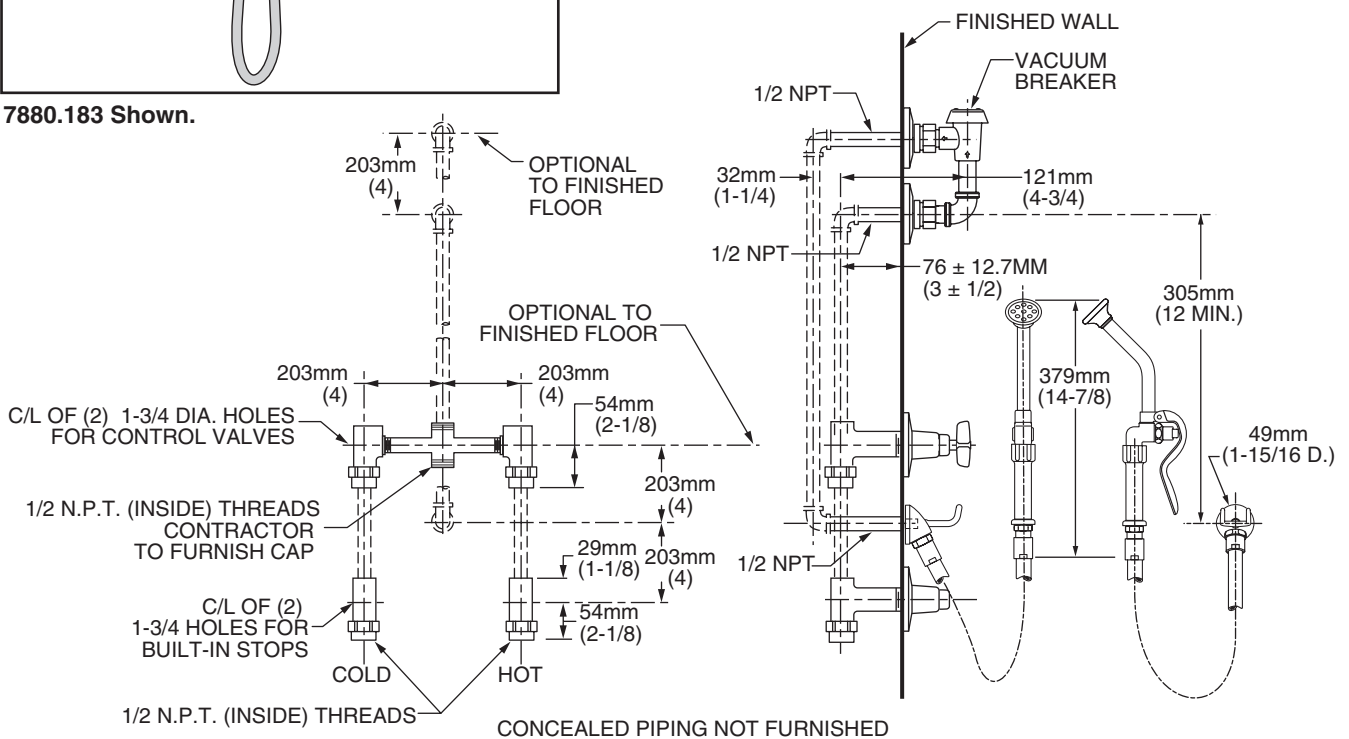 7880.183 Shown.
203mm
(4)
OPTIONAL
TO FINISHED
FLOOR
OPTIONAL TO
FINISHED FLOOR
203mm
(4)
203mm
(4)
54mm
(2-1/8)
C/L OF (2) 1-3/4 DIA. HOLES
FOR CONTROL VALVES
203mm
(4)
1/2 N.P.T. (INSIDE) THREADS
CONTRACTOR
TO FURNISH CAP
29mm
(1-1/8)
203mm
(4)
C/L OF (2)
1-3/4 HOLES FOR
BUILT-IN STOPS
54mm
(2-1/8)
COLD
HOT
1/2 N.P.T. (INSIDE) THREADS
FINISHED WALL
VACUUM
BREAKER
1/2 NPT
32mm
(1-1/4)
121mm
(4-3/4)
1/2 NPT
76 ± 12.7MM
(3 ± 1/2)
305mm
(12 MIN.)
379mm
(14-7/8)
49mm
(1-15/16 D.)
1/2 NPT
CONCEALED PIPING NOT FURNISHED